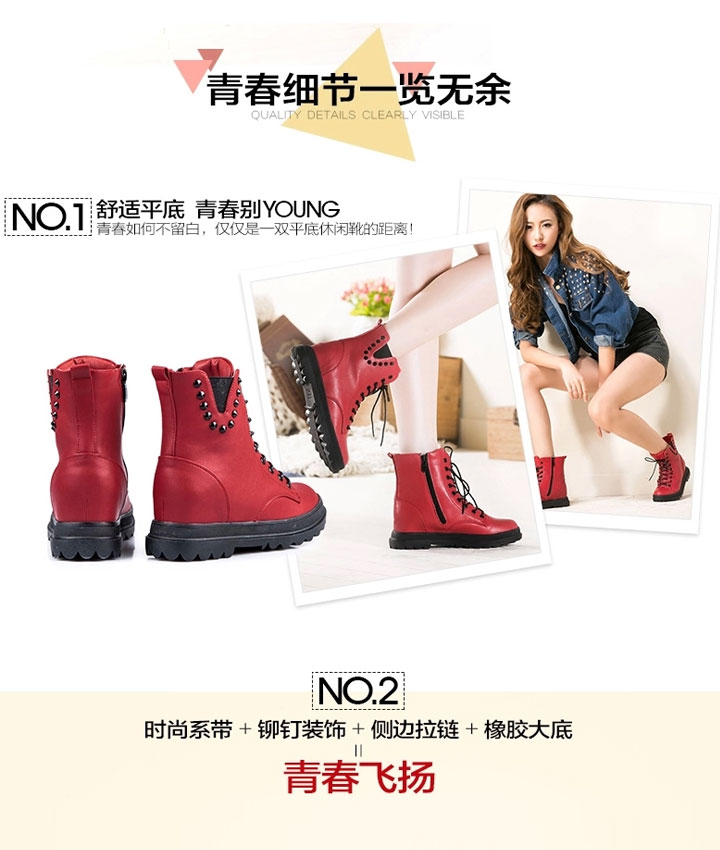 青春细节一览无余
QUALITY DETAILS CLEARLY VISIBLE
NO.1
舒适平底 青春别YOUNG
青春如何不留白，仅仅是一双平底休闲靴的距离！
NO.2
时尚系带 + 铆钉装饰 + 侧边拉链 + 橡胶大底
=
青春飞扬